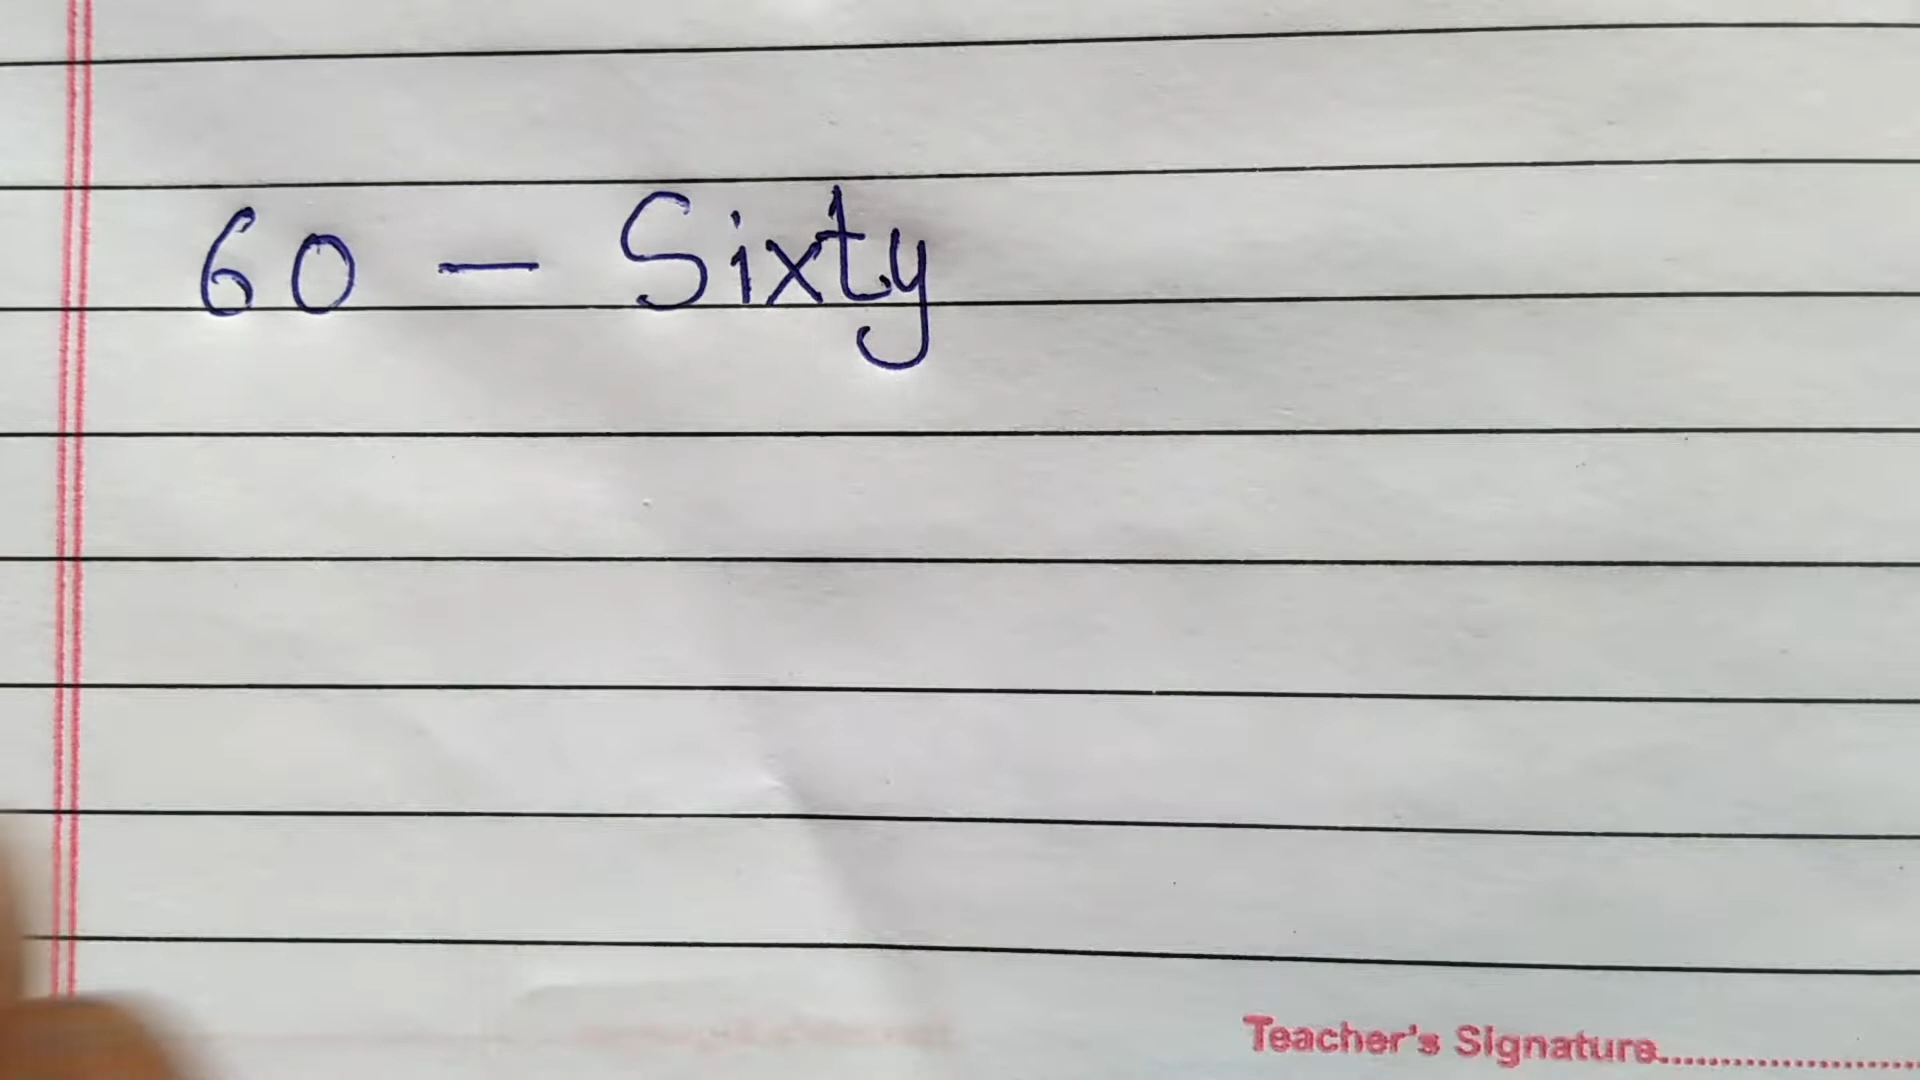 60 — Sixty
Teacher's Signature....................